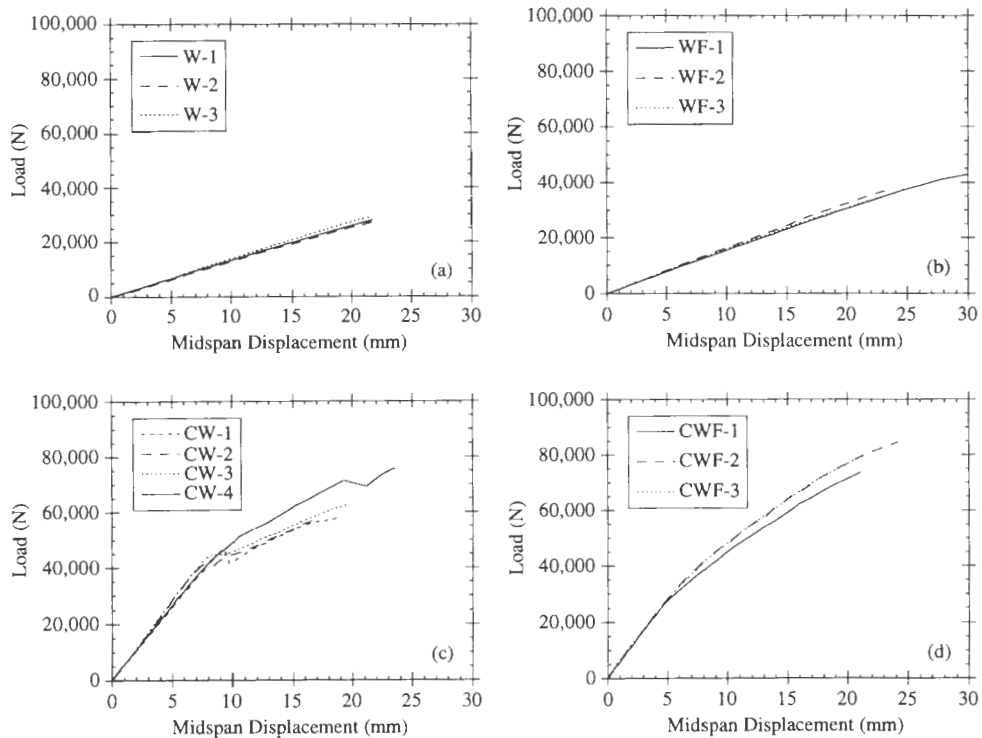 100,000
80,000
60,000
40,000
20,000
0
Load (N)
W-1
W-2
W-3
(a)
0 5 10 15 20 25 30
Midspan Displacement (mm)
100,000
80,000
60,000
40,000
20,000
0
Load (N)
WF-1
WF-2
WF-3
(b)
0 5 10 15 20 25 30
Midspan Displacement (mm)
100,000
80,000
60,000
40,000
20,000
0
Load (N)
CW-1
CW-2
CW-3
CW-4
(c)
0 5 10 15 20 25 30
Midspan Displacement (mm)
100,000
80,000
60,000
40,000
20,000
0
Load (N)
CWF-1
CWF-2
CWF-3
(d)
0 5 10 15 20 25 30
Midspan Displacement (mm)